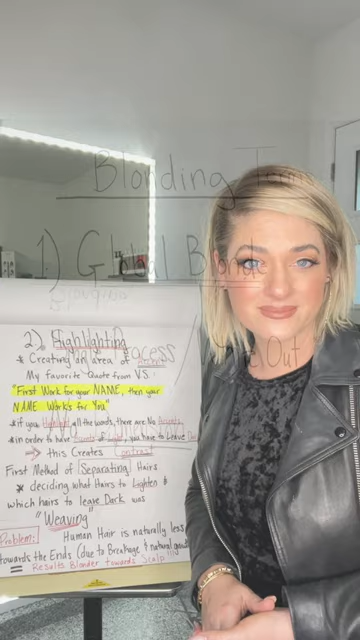 Blonding
1.) Global Blonde
2.) Highlighting
* Creating an area of
My favorite Quote from VS:
"First Work for your NAME, then your
NAME Works for You"
* if you Highlight all the words, there are No Accents
* in order to have Accents of Light, you have to Leave
⇒ this Creates Contrast
First Method of Separating Hairs
* deciding what Hairs to Lighten &
which hairs to leave Dark was
"Weaving"
Problem: Human Hair is naturally less
towards the Ends (due to Breakage & natural
= Results Blonder towards Scalp